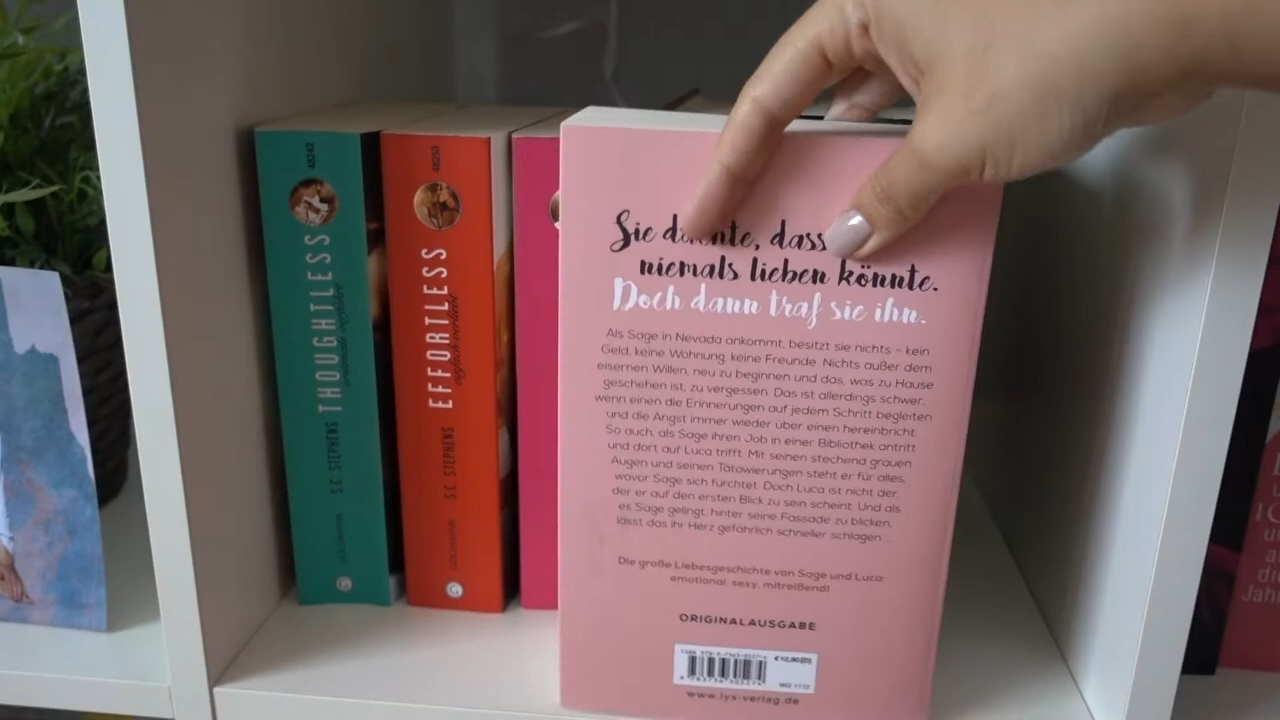 48242
THOUGHTLESS
S.C. STEPHENS
GOLDMANN
48253
EFFORTLESS
S.C. STEPHENS
GOLDMANN
Sie dachte, dass
niemals lieben könnte.
Doch dann traf sie ihn.
Als Sage in Nevada ankommt, besitzt sie nichts – kein
Geld, keine Wohnung, keine Freunde. Nichts außer dem
eisernen Willen, neu zu beginnen und das, was zu Hause
geschehen ist, zu vergessen. Das ist allerdings schwer,
wenn einen die Erinnerungen auf jedem Schritt begleiten
und die Angst immer wieder über einen hereinbricht.
So auch, als Sage ihren Job in einer Bibliothek antritt
und dort auf Luca trifft. Mit seinen stechend grauen
Augen und seinen Tätowierungen steht er für alles,
wovor Sage sich fürchtet. Doch Luca ist nicht der,
der er auf den ersten Blick zu sein scheint. Und als
es Sage gelingt, hinter seine Fassade zu blicken,
lässt das ihr Herz gefährlich schneller schlagen ...
Die große Liebesgeschichte von Sage und Luca:
emotional, sexy, mitreißend!
ORIGINALAUSGABE
www.lyx-verlag.de